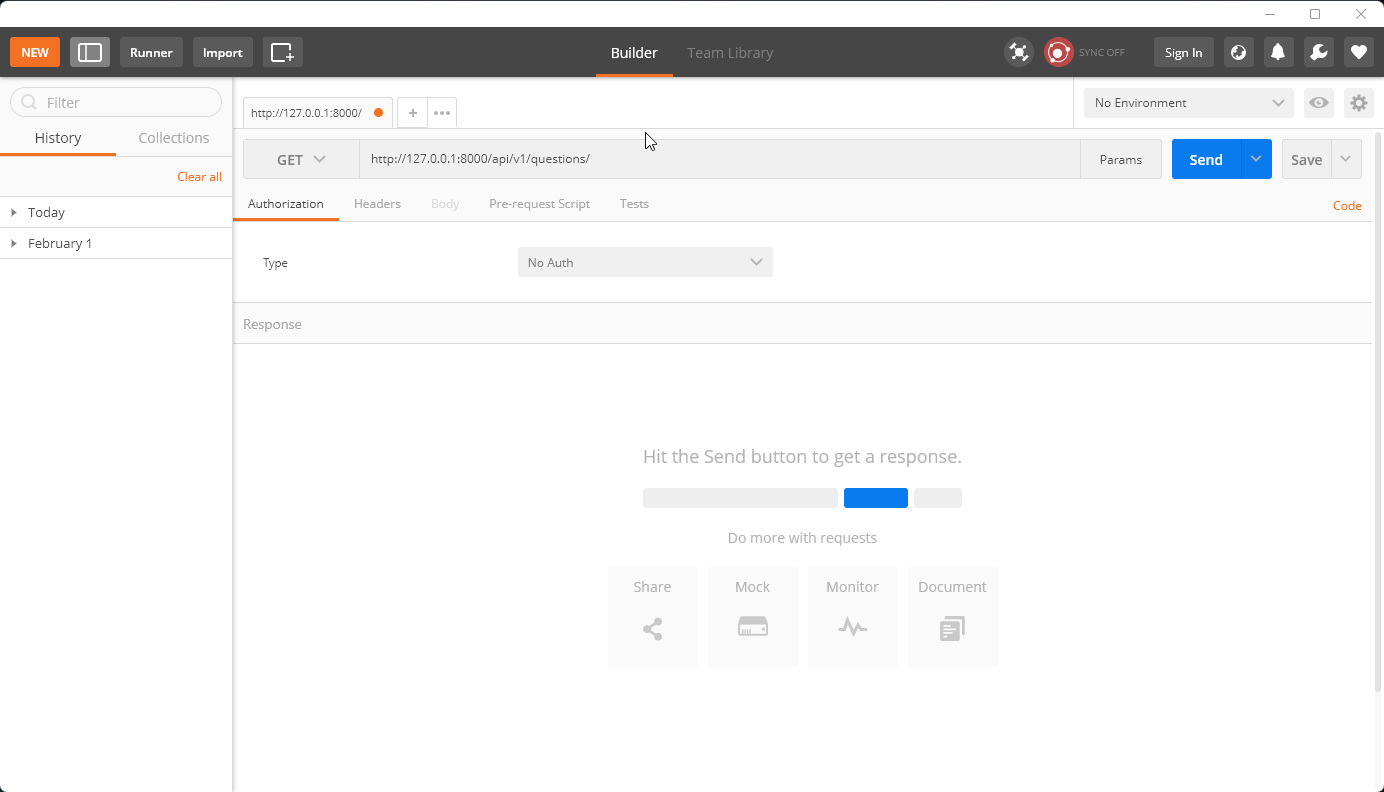 NEW Runner Import Builder Team Library SYNC OFF Sign In
Filter
History Collections
Clear all
Today
February 1
http://127.0.0.1:8000/ + ••• No Environment
GET http://127.0.0.1:8000/api/v1/questions/ Params Send Save
Authorization Headers Body Pre-request Script Tests Code
Type No Auth
Response
Hit the Send button to get a response.
Do more with requests
Share Mock Monitor Document